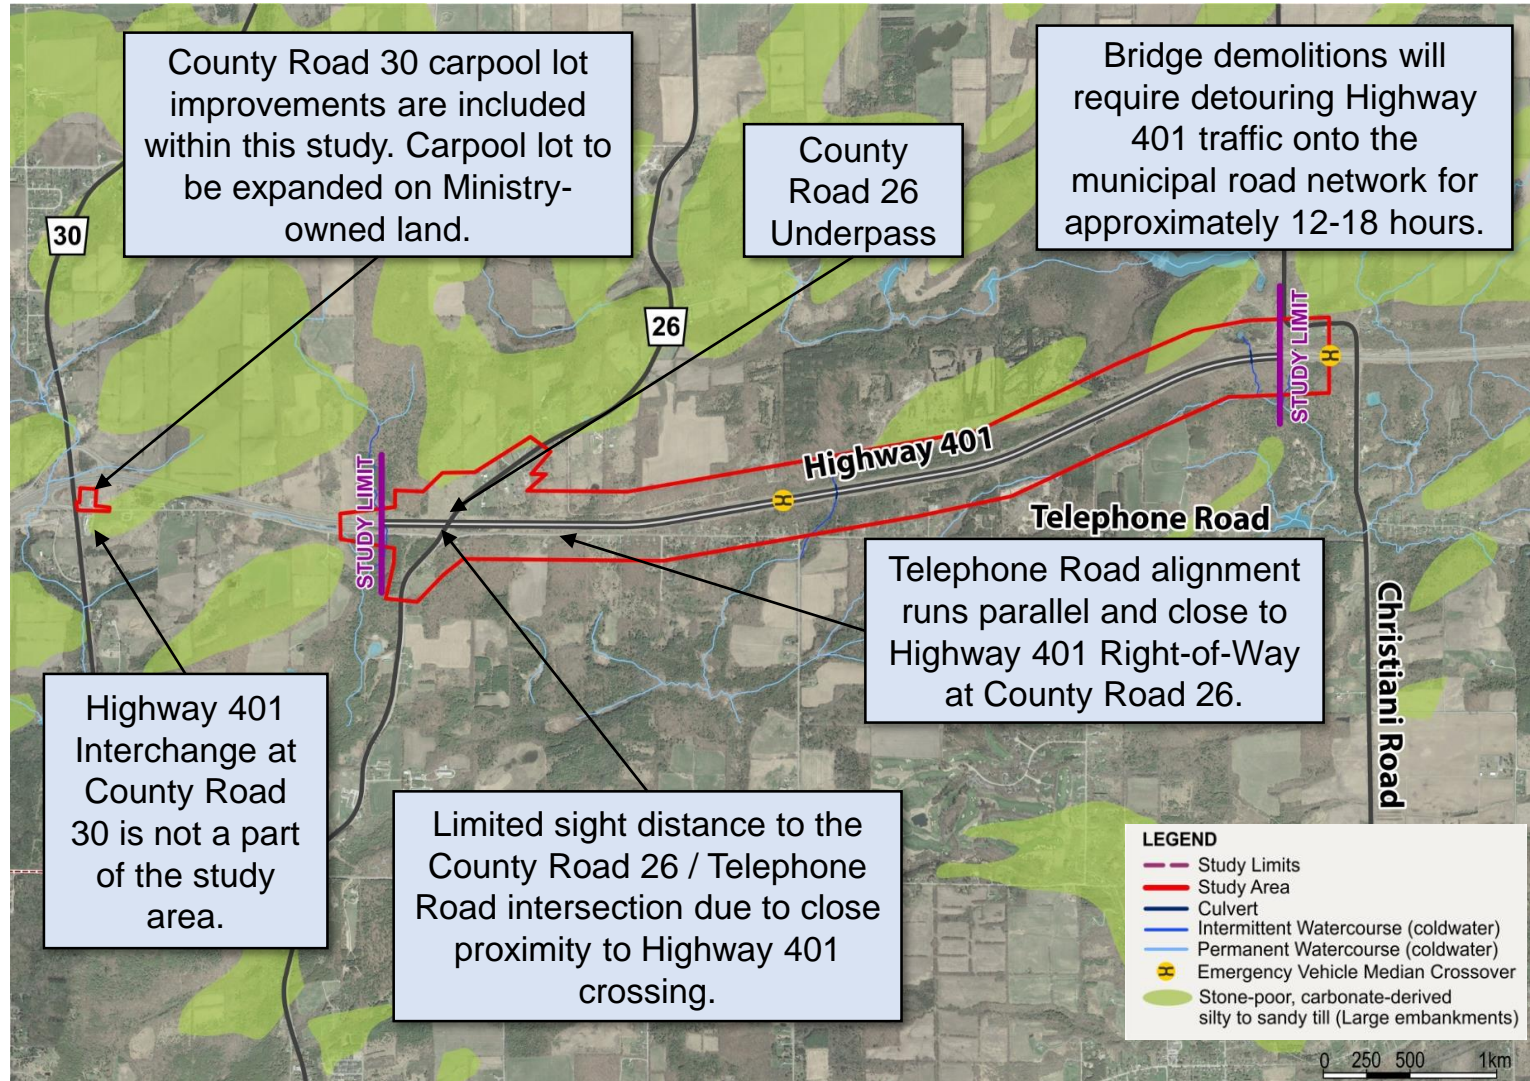 County Road 30 carpool lot
improvements are included
within this study. Carpool lot to
be expanded on Ministry-
owned land.
County
Road 26
Underpass
Bridge demolitions will
require detouring Highway
401 traffic onto the
municipal road network for
approximately 12-18 hours.
30
26
STUDY LIMIT
STUDY LIMIT
Highway 401
Telephone Road
Christiani Road
Telephone Road alignment
runs parallel and close to
Highway 401 Right-of-Way
at County Road 26.
Highway 401
Interchange at
County Road
30 is not a part
of the study
area.
Limited sight distance to the
County Road 26 / Telephone
Road intersection due to close
proximity to Highway 401
crossing.
LEGEND
Study Limits
Study Area
Culvert
Intermittent Watercourse (coldwater)
Permanent Watercourse (coldwater)
Emergency Vehicle Median Crossover
Stone-poor, carbonate-derived
silty to sandy till (Large embankments)
0 250 500 1km